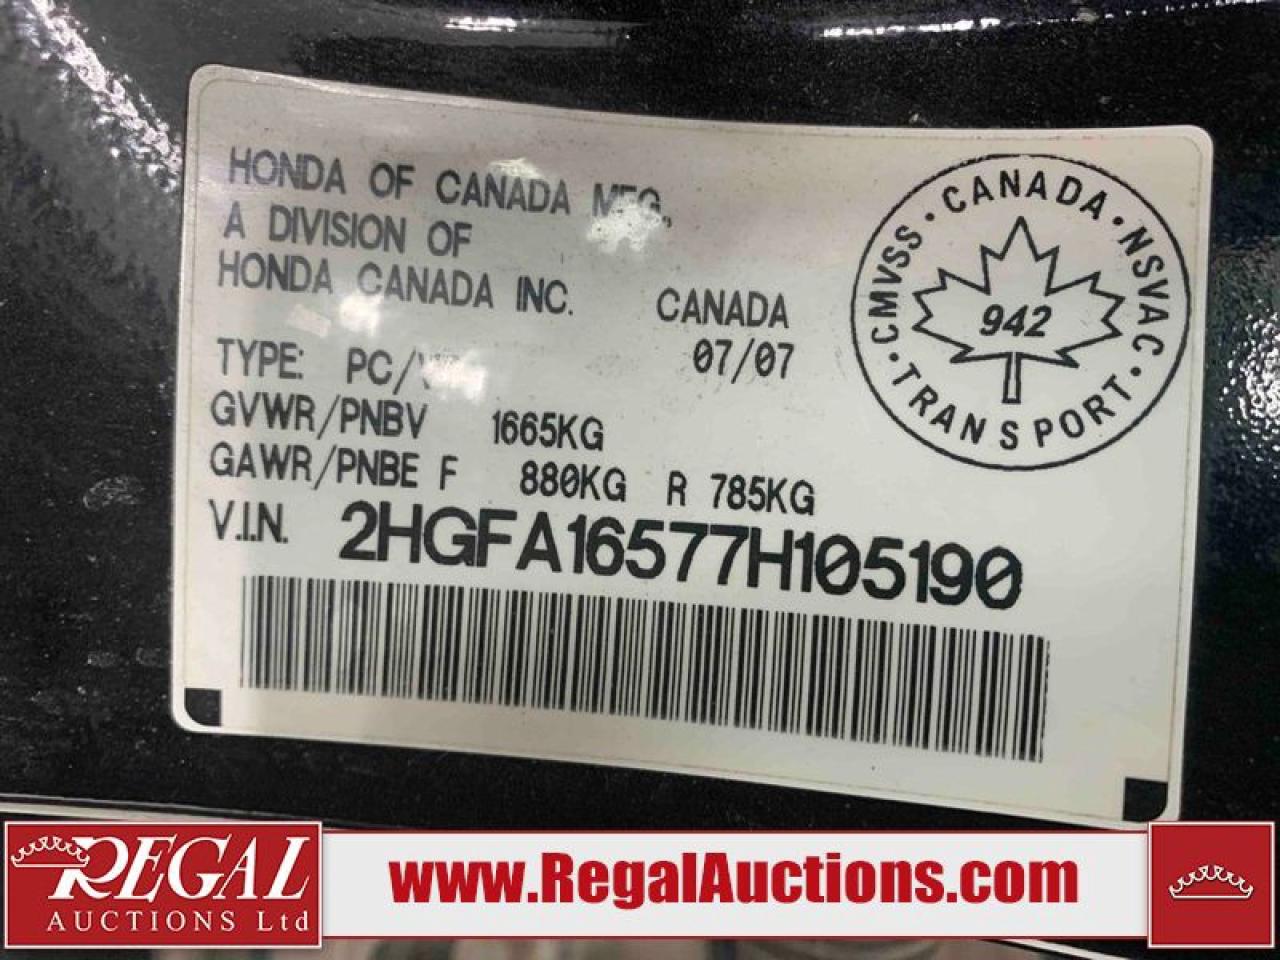 HONDA OF CANADA MFG.,
A DIVISION OF
HONDA CANADA INC.
CANADA
07/07
TYPE: PC/
GVWR/PNBV 1665KG
GAWR/PNBE F 880KG R 785KG
V.I.N. 2HGFA16577H105190
CANADA • NSVAC • TRANSPORT • CMVSS •
942
REGAL
AUCTIONS Ltd
www.RegalAuctions.com